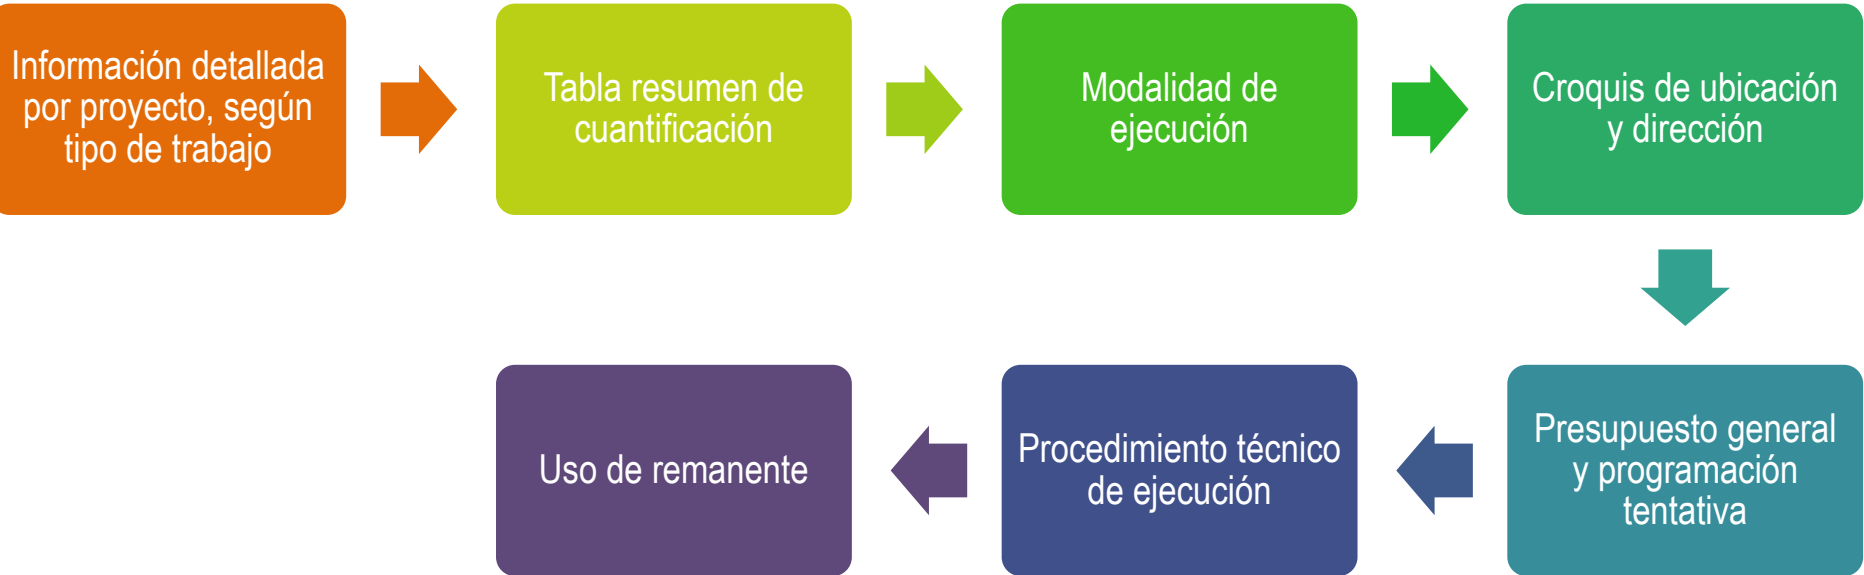 Información detallada
por proyecto, según
tipo de trabajo
Tabla resumen de
cuantificación
Modalidad de
ejecución
Croquis de ubicación
y dirección
Presupuesto general
y programación
tentativa
Procedimiento técnico
de ejecución
Uso de remanente